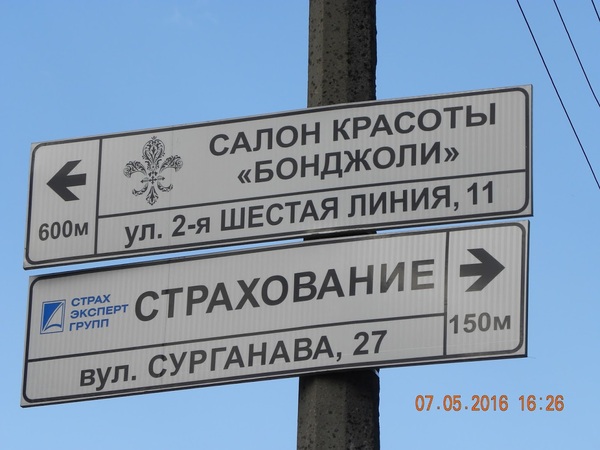 САЛОН КРАСОТЫ
«БОНДЖОЛИ»
600м
ул. 2-я ШЕСТАЯ ЛИНИЯ, 11
СТРАХ
ЭКСПЕРТ
ГРУПП
СТРАХОВАНИЕ
150м
вул. СУРГАНАВА, 27
07.05.2016 16:26